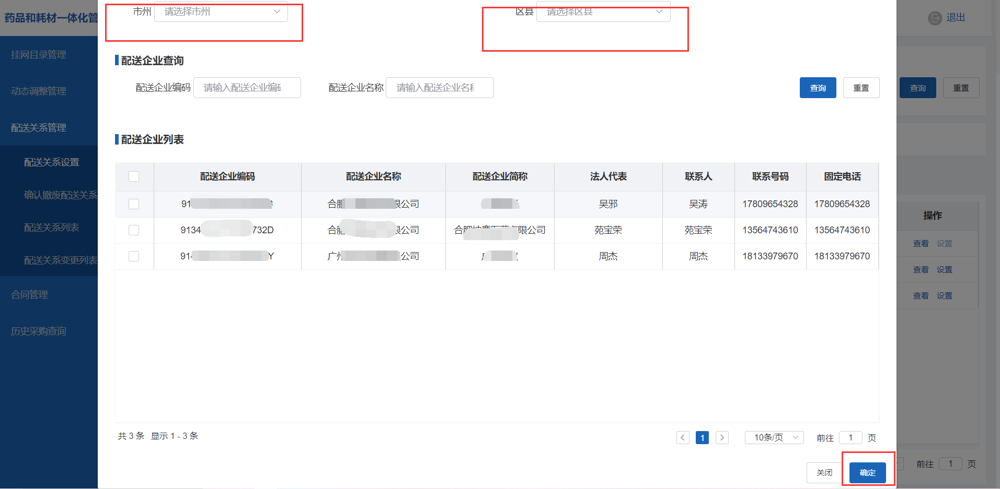 市州 请选择市州 区县 请选择区县
药品和耗材一体化管 退出
挂网目录管理
配送企业查询
动态调整管理 配送企业编码 请输入配送企业编码 配送企业名称 请输入配送企业名称 查询 重置 查询 重置
配送关系管理
配送企业列表
配送关系设置
配送企业编码 配送企业名称 配送企业简称 法人代表 联系人 联系号码 固定电话
确认撤废配送关系
91 合肥 限公司 吴邪 吴涛 17809654328 17809654328
操作
配送关系列表
9134 732D 合肥 限公司 合肥 有限公司 苑宝荣 苑宝荣 13564743610 13564743610
查看 设置
配送关系变更列表
91 Y 广州 公司 周杰 周杰 18133979670 18133979670
查看 设置
合同管理
查看 设置
历史采购查询
共 3 条 显示 1 - 3 条 1 10条/页 前往 1 页
前往 1 页
关闭 确定